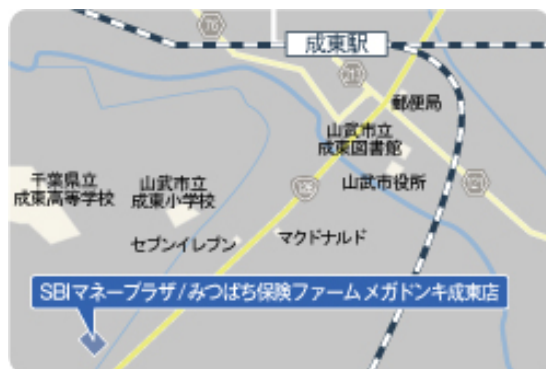 76
成東駅
213
郵便局
山武市立
成東図書館
千葉県立
成東高等学校
山武市立
成東小学校
126
山武市役所
121
セブンイレブン
マクドナルド
SBIマネープラザ/みつばち保険ファームメガドンキ成東店